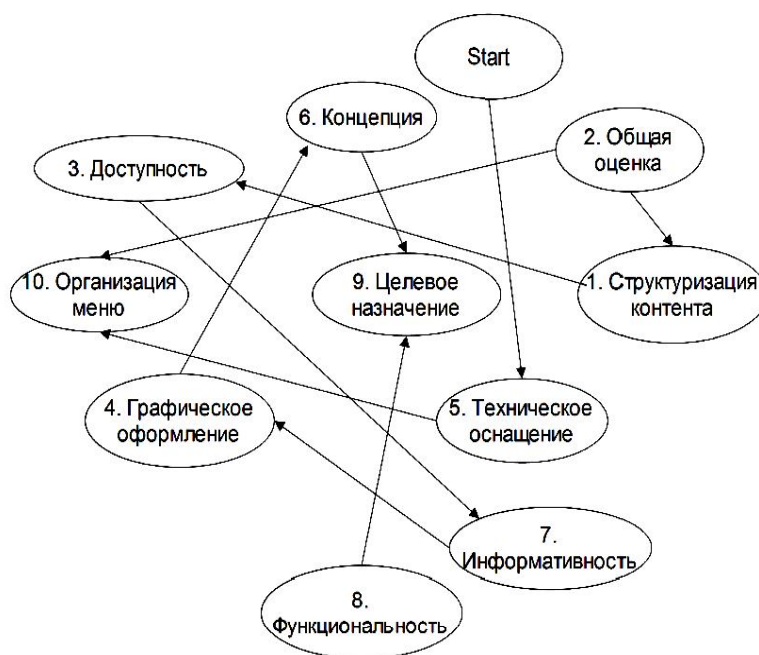 Start
6. Концепция
2. Общая
оценка
3. Доступность
10. Организация
меню
9. Целевое
назначение
1. Структуризация
контента
4. Графическое
оформление
5. Техническое
оснащение
7.
Информативность
8.
Функциональность